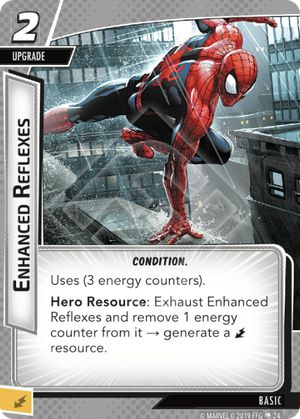 2
UPGRADE
ENHANCED REFLEXES
CONDITION.
Uses (3 energy counters).
Hero Resource: Exhaust Enhanced
Reflexes and remove 1 energy
counter from it → generate a
resource.
BASIC
© MARVEL © 2019 FFG 24